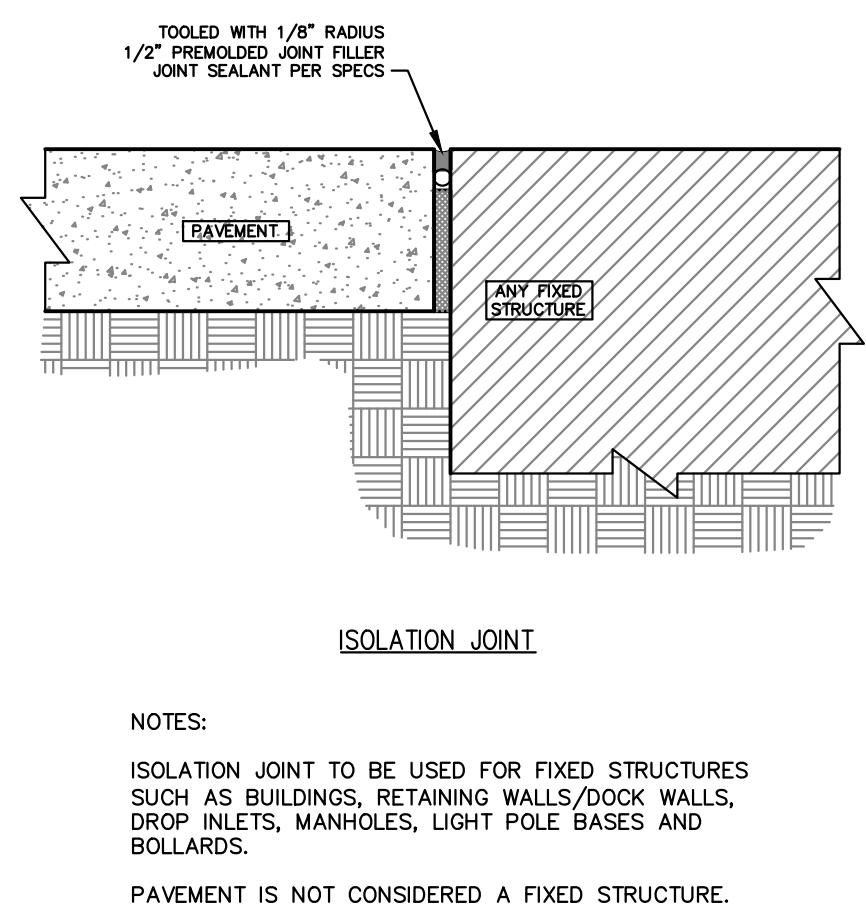 TOOLED WITH 1/8" RADIUS
1/2" PREMOLDED JOINT FILLER
JOINT SEALANT PER SPECS
PAVEMENT
ANY FIXED
STRUCTURE
ISOLATION JOINT
NOTES:
ISOLATION JOINT TO BE USED FOR FIXED STRUCTURES
SUCH AS BUILDINGS, RETAINING WALLS/DOCK WALLS,
DROP INLETS, MANHOLES, LIGHT POLE BASES AND
BOLLARDS.
PAVEMENT IS NOT CONSIDERED A FIXED STRUCTURE.